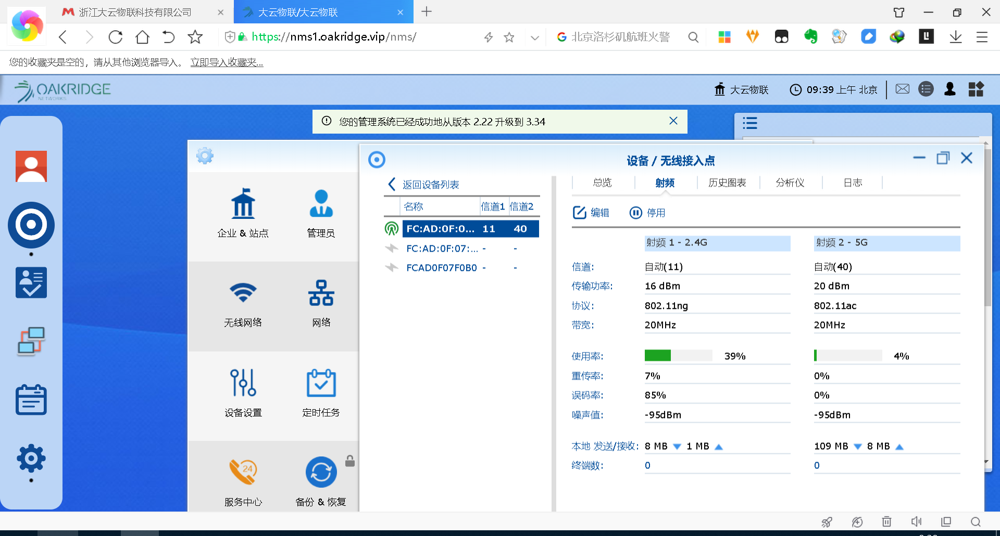 浙江大云物联科技有限公司
大云物联/大云物联
https://nms1.oakridge.vip/nms/
北京洛杉矶航班火警
您的收藏夹是空的，请从其他浏览器导入。 立即导入收藏夹...
OAKRIDGE
NETWORKS
大云物联
09:39 上午 北京
您的管理系统已经成功地从版本 2.22 升级到 3.34
企业 & 站点
管理员
无线网络
网络
设备设置
定时任务
24
服务中心
备份 & 恢复
设备 / 无线接入点
返回设备列表
名称 信道1 信道2
FC:AD:0F:0... 11 40
FC:AD:0F:07:... - -
FCAD0F07F0B0 - -
总览 射频 历史图表 分析仪 日志
编辑 停用
射频 1 - 2.4G 射频 2 - 5G
信道: 自动(11) 自动(40)
传输功率: 16 dBm 20 dBm
协议: 802.11ng 802.11ac
带宽: 20MHz 20MHz
使用率: 39% 4%
重传率: 7% 0%
误码率: 85% 0%
噪声值: -95dBm -95dBm
本地 发送/接收: 8 MB 1 MB 109 MB 8 MB
终端数: 0 0